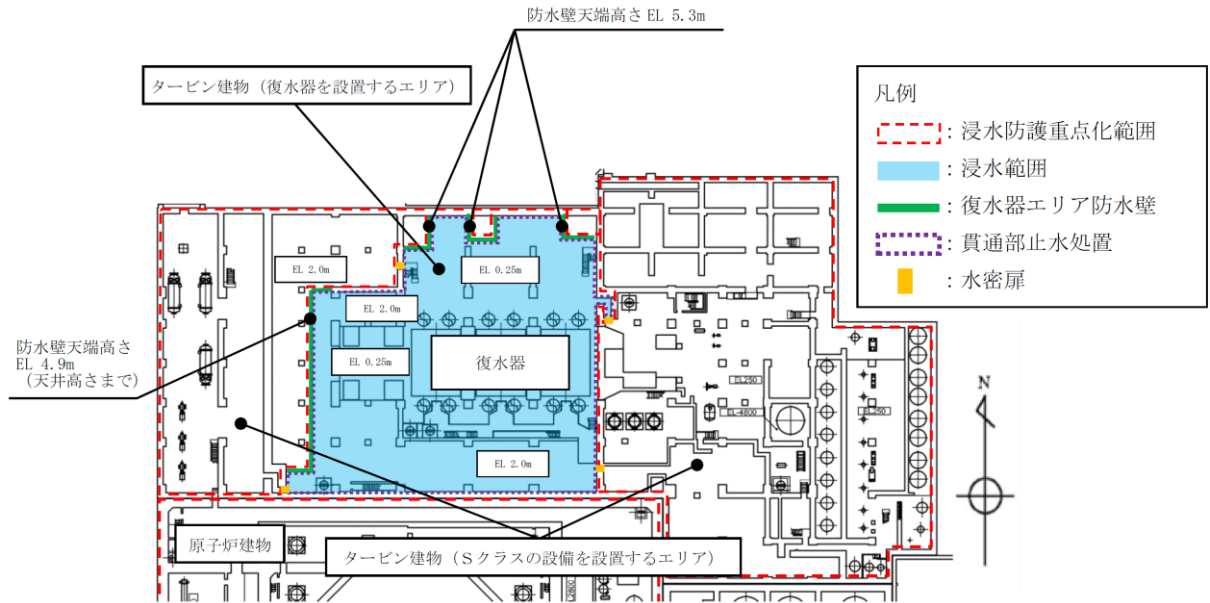 防水壁天端高さ EL 5.3m
タービン建物（復水器を設置するエリア）
凡例
：浸水防護重点化範囲
：浸水範囲
：復水器エリア防水壁
：貫通部止水処置
：水密扉
EL 2.0m
EL 0.25m
EL 2.0m
防水壁天端高さ
EL 4.9m
（天井高さまで）
EL 0.25m
復水器
EL250
EL-4800
EL250
N
EL 2.0m
原子炉建物
タービン建物（Ｓクラスの設備を設置するエリア）